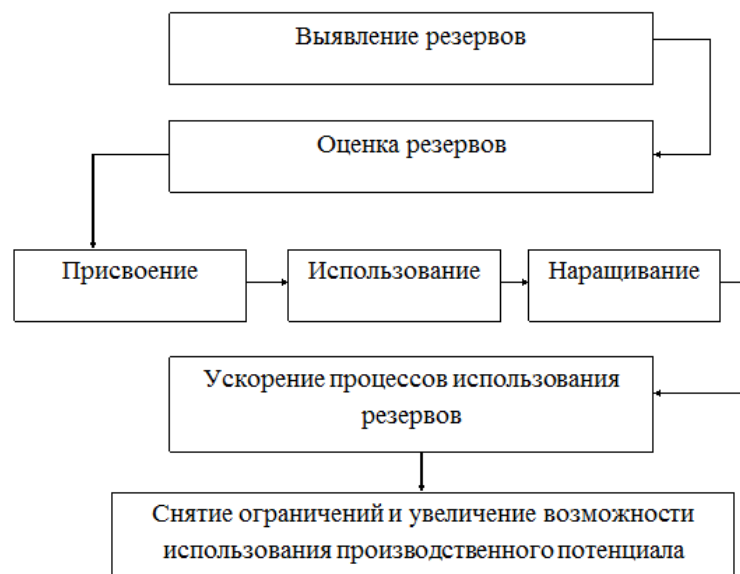 Выявление резервов
Оценка резервов
Присвоение
Использование
Наращивание
Ускорение процессов использования
резервов
Снятие ограничений и увеличение возможности
использования производственного потенциала